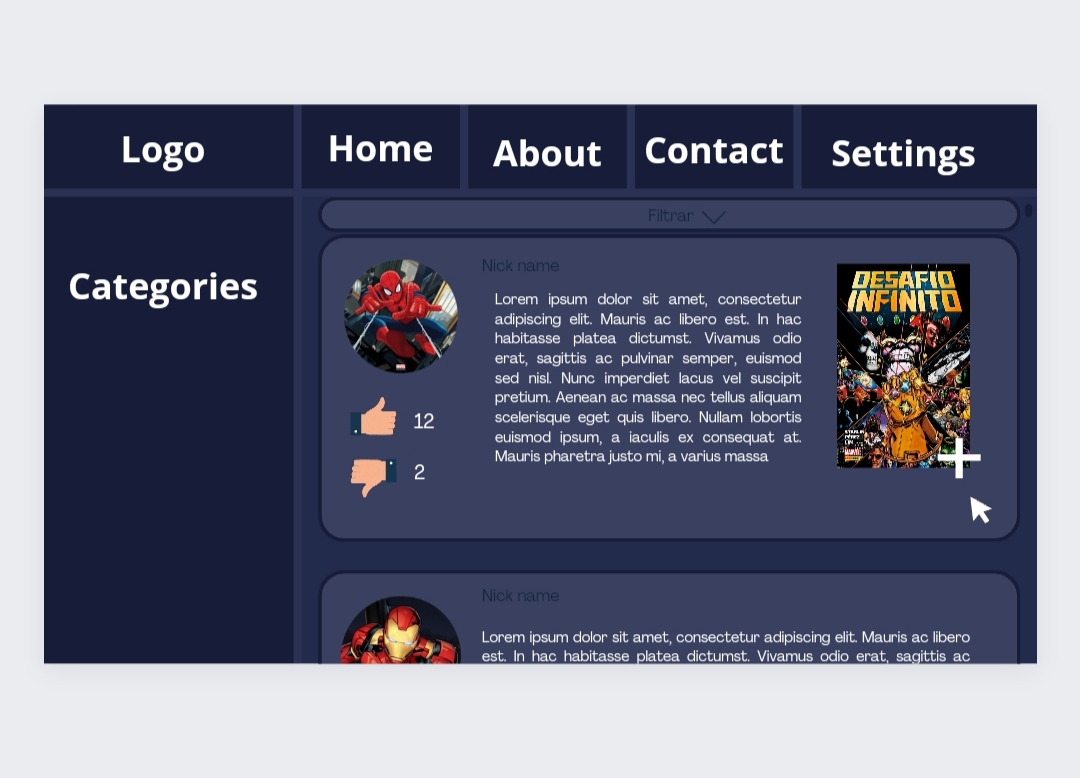 Logo
Home
About
Contact
Settings
Categories
Filtrar
Nick name
Lorem ipsum dolor sit amet, consectetur
adipiscing elit. Mauris ac libero est. In hac
habitasse platea dictumst. Vivamus odio
erat, sagittis ac pulvinar semper, euismod
sed nisl. Nunc imperdiet lacus vel suscipit
pretium. Aenean ac massa nec tellus aliquam
scelerisque eget quis libero. Nullam lobortis
euismod ipsum, a iaculis ex consequat at.
Mauris pharetra justo mi, a varius massa
12
2
DESAFIO
INFINITO
STARLIN
PÉREZ
LIM
MARVEL
Nick name
Lorem ipsum dolor sit amet, consectetur adipiscing elit. Mauris ac libero
est. In hac habitasse platea dictumst. Vivamus odio erat, sagittis ac